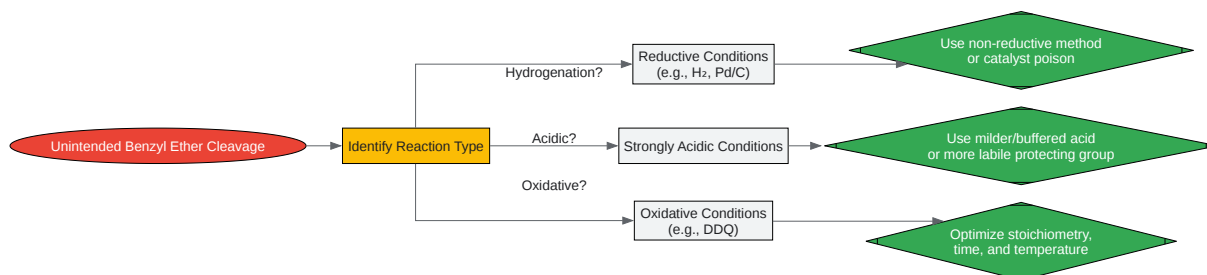 Unintended Benzyl Ether Cleavage
Identify Reaction Type
Hydrogenation?
Reductive Conditions
(e.g., H₂, Pd/C)
Use non-reductive method
or catalyst poison
Acidic?
Strongly Acidic Conditions
Use milder/buffered acid
or more labile protecting group
Oxidative?
Oxidative Conditions
(e.g., DDQ)
Optimize stoichiometry,
time, and temperature